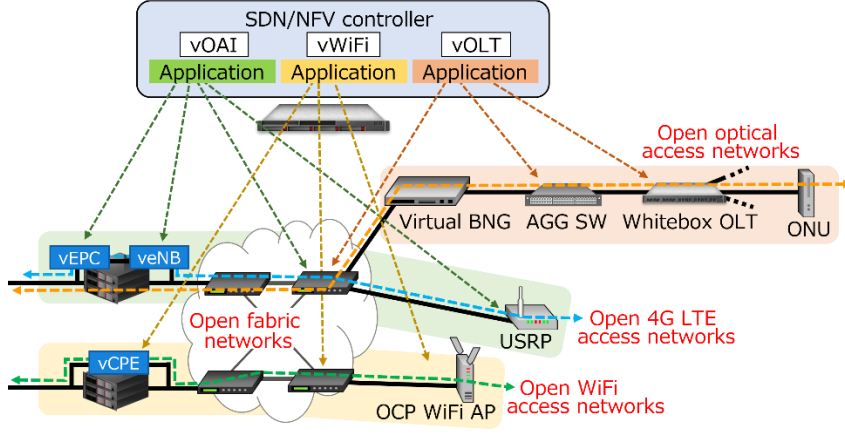 SDN/NFV controller
vOAI
vWiFi
vOLT
Application
Application
Application
Open optical
access networks
Virtual BNG
AGG SW
Whitebox OLT
ONU
vEPC
veNB
Open fabric
networks
USRP
Open 4G LTE
access networks
vCPE
OCP WiFi AP
Open WiFi
access networks